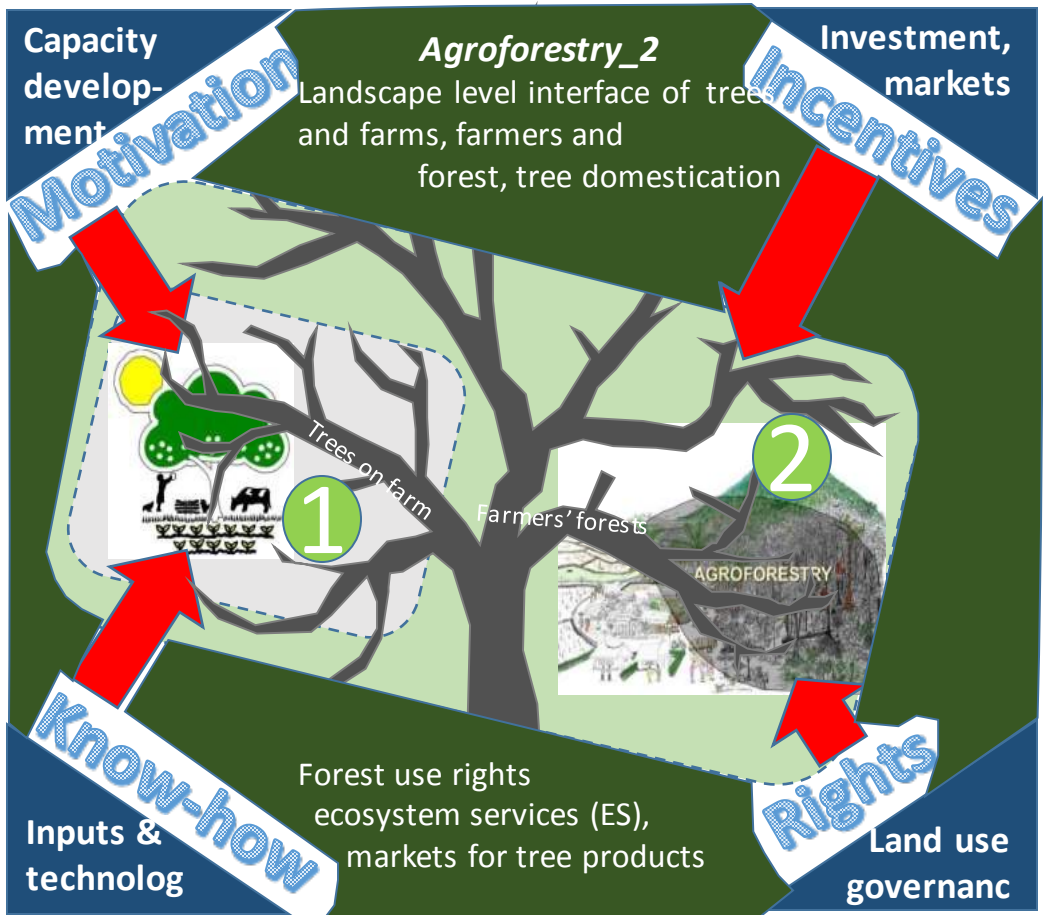 Capacity
develop-
ment
Motivation
Agroforestry_2
Landscape level interface of trees
and farms, farmers and
forest, tree domestication
Investment,
markets
Incentives
Trees on farm
1
Farmers' forests
2
AGROFORESTRY
Know-how
Inputs &
technolog
Forest use rights
ecosystem services (ES),
markets for tree products
Rights
Land use
governanc